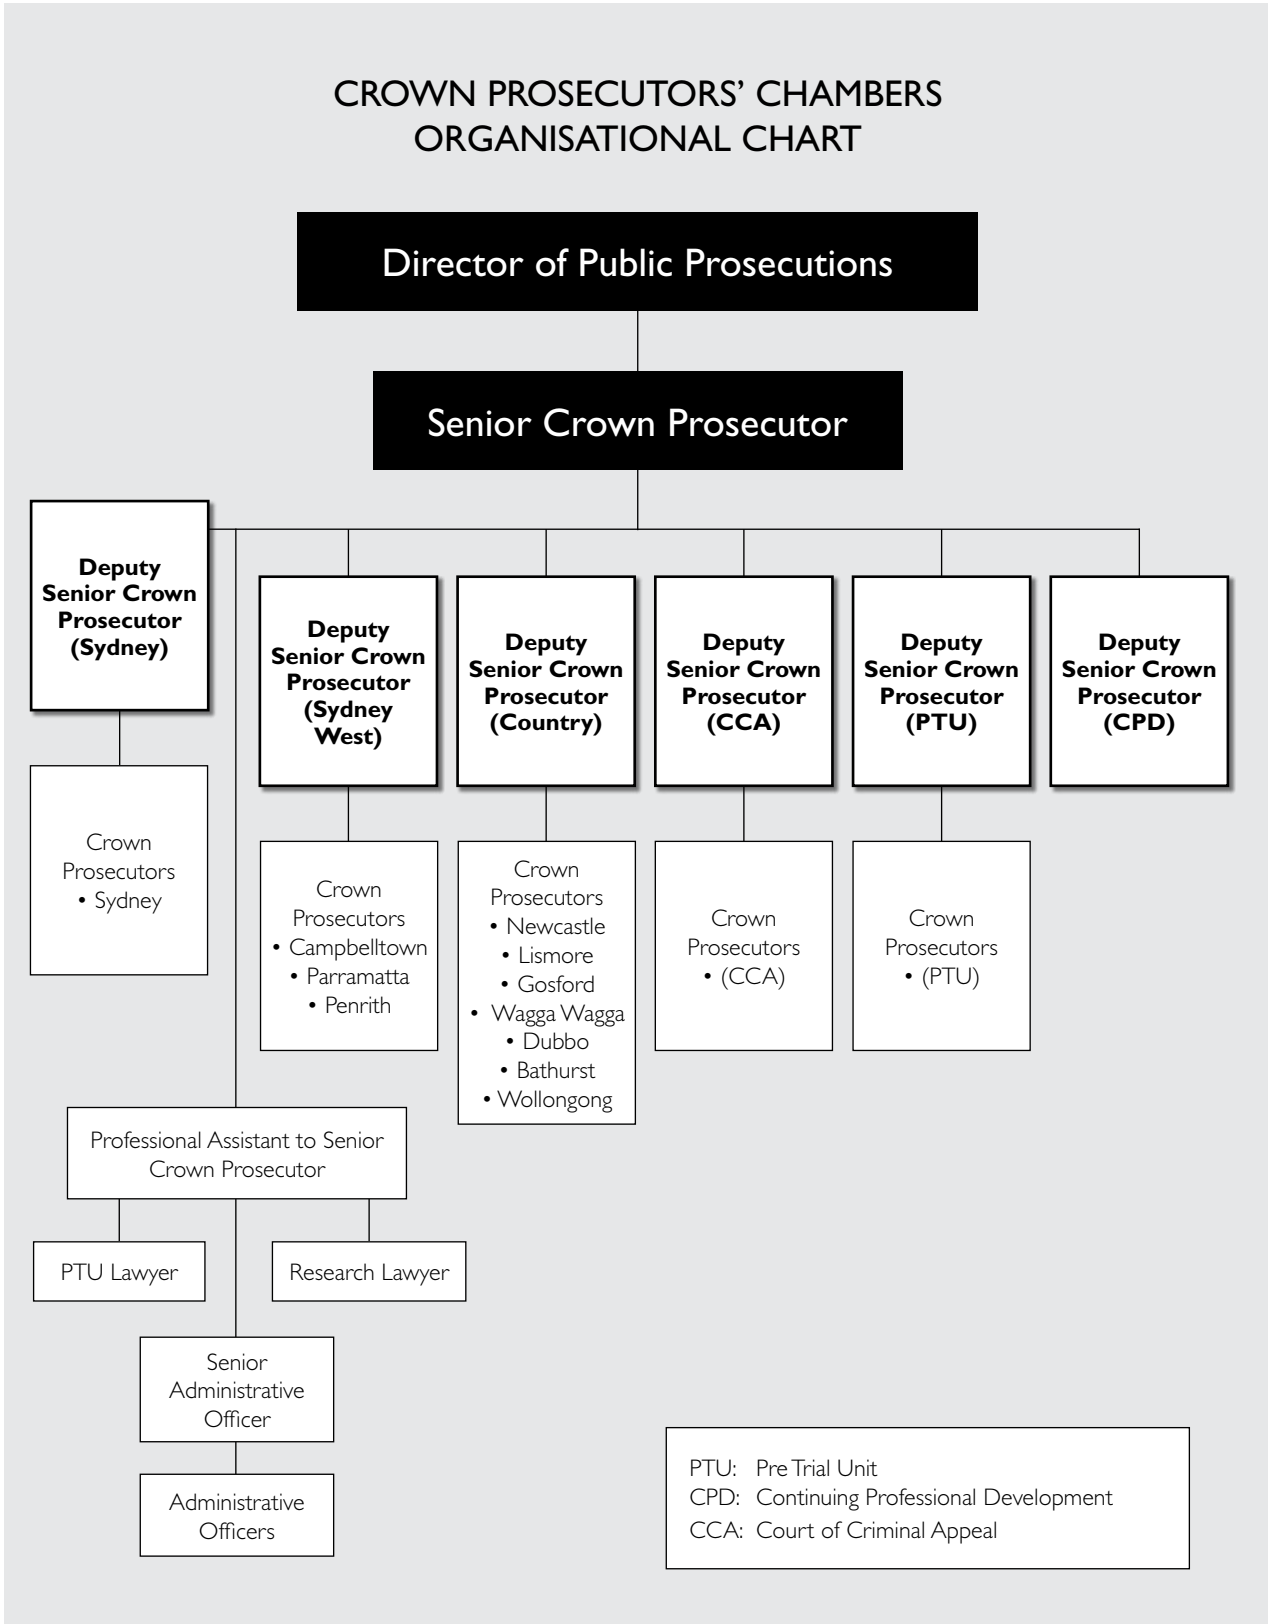 CROWN PROSECUTORS’ CHAMBERS
ORGANISATIONAL CHART
Director of Public Prosecutions
Senior Crown Prosecutor
Deputy
Senior Crown
Prosecutor
(Sydney)
Deputy
Senior Crown
Prosecutor
(Sydney
West)
Deputy
Senior Crown
Prosecutor
(Country)
Deputy
Senior Crown
Prosecutor
(CCA)
Deputy
Senior Crown
Prosecutor
(PTU)
Deputy
Senior Crown
Prosecutor
(CPD)
Crown
Prosecutors
• Sydney
Crown
Prosecutors
• Campbelltown
• Parramatta
• Penrith
Crown
Prosecutors
• Newcastle
• Lismore
• Gosford
• Wagga Wagga
• Dubbo
• Bathurst
• Wollongong
Crown
Prosecutors
• (CCA)
Crown
Prosecutors
• (PTU)
Professional Assistant to Senior
Crown Prosecutor
PTU Lawyer
Research Lawyer
Senior
Administrative
Officer
Administrative
Officers
PTU: Pre Trial Unit
CPD: Continuing Professional Development
CCA: Court of Criminal Appeal